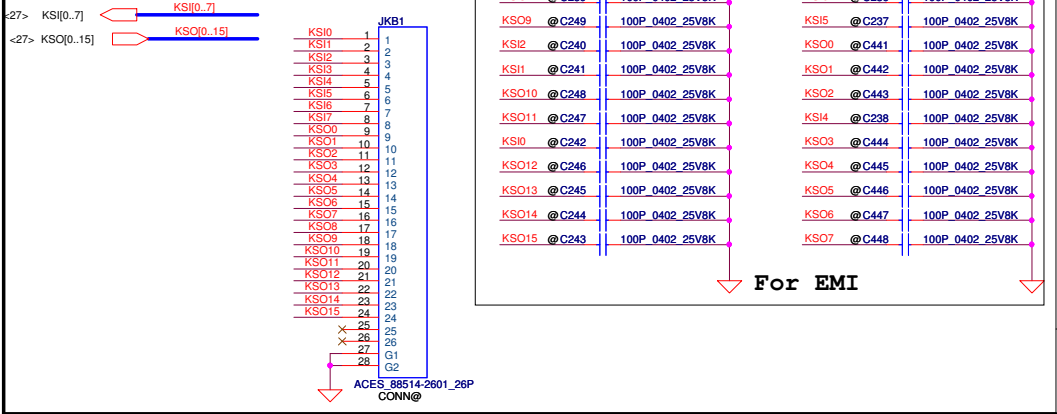 <27> KSI[0..7] KSI[0..7]
<27> KSO[0..15] KSO[0..15]
JKB1
KSI0 1 1
KSI1 2 2
KSI2 3 3
KSI3 4 4
KSI4 5 5
KSI5 6 6
KSI6 7 7
KSI7 8 8
KSO0 9 9
KSO1 10 10
KSO2 11 11
KSO3 12 12
KSO4 13 13
KSO5 14 14
KSO6 15 15
KSO7 16 16
KSO8 17 17
KSO9 18 18
KSO10 19 19
KSO11 20 20
KSO12 21 21
KSO13 22 22
KSO14 23 23
KSO15 24 24
25 25
26 26
27 G1
28 G2
ACES_88514-2601_26P
CONN@
KSO9 @C249 100P_0402_25V8K
KSI2 @C240 100P_0402_25V8K
KSI1 @C241 100P_0402_25V8K
KSO10 @C248 100P_0402_25V8K
KSO11 @C247 100P_0402_25V8K
KSI0 @C242 100P_0402_25V8K
KSO12 @C246 100P_0402_25V8K
KSO13 @C245 100P_0402_25V8K
KSO14 @C244 100P_0402_25V8K
KSO15 @C243 100P_0402_25V8K
KSI5 @C237 100P_0402_25V8K
KSO0 @C441 100P_0402_25V8K
KSO1 @C442 100P_0402_25V8K
KSO2 @C443 100P_0402_25V8K
KSI4 @C238 100P_0402_25V8K
KSO3 @C444 100P_0402_25V8K
KSO4 @C445 100P_0402_25V8K
KSO5 @C446 100P_0402_25V8K
KSO6 @C447 100P_0402_25V8K
KSO7 @C448 100P_0402_25V8K
For EMI